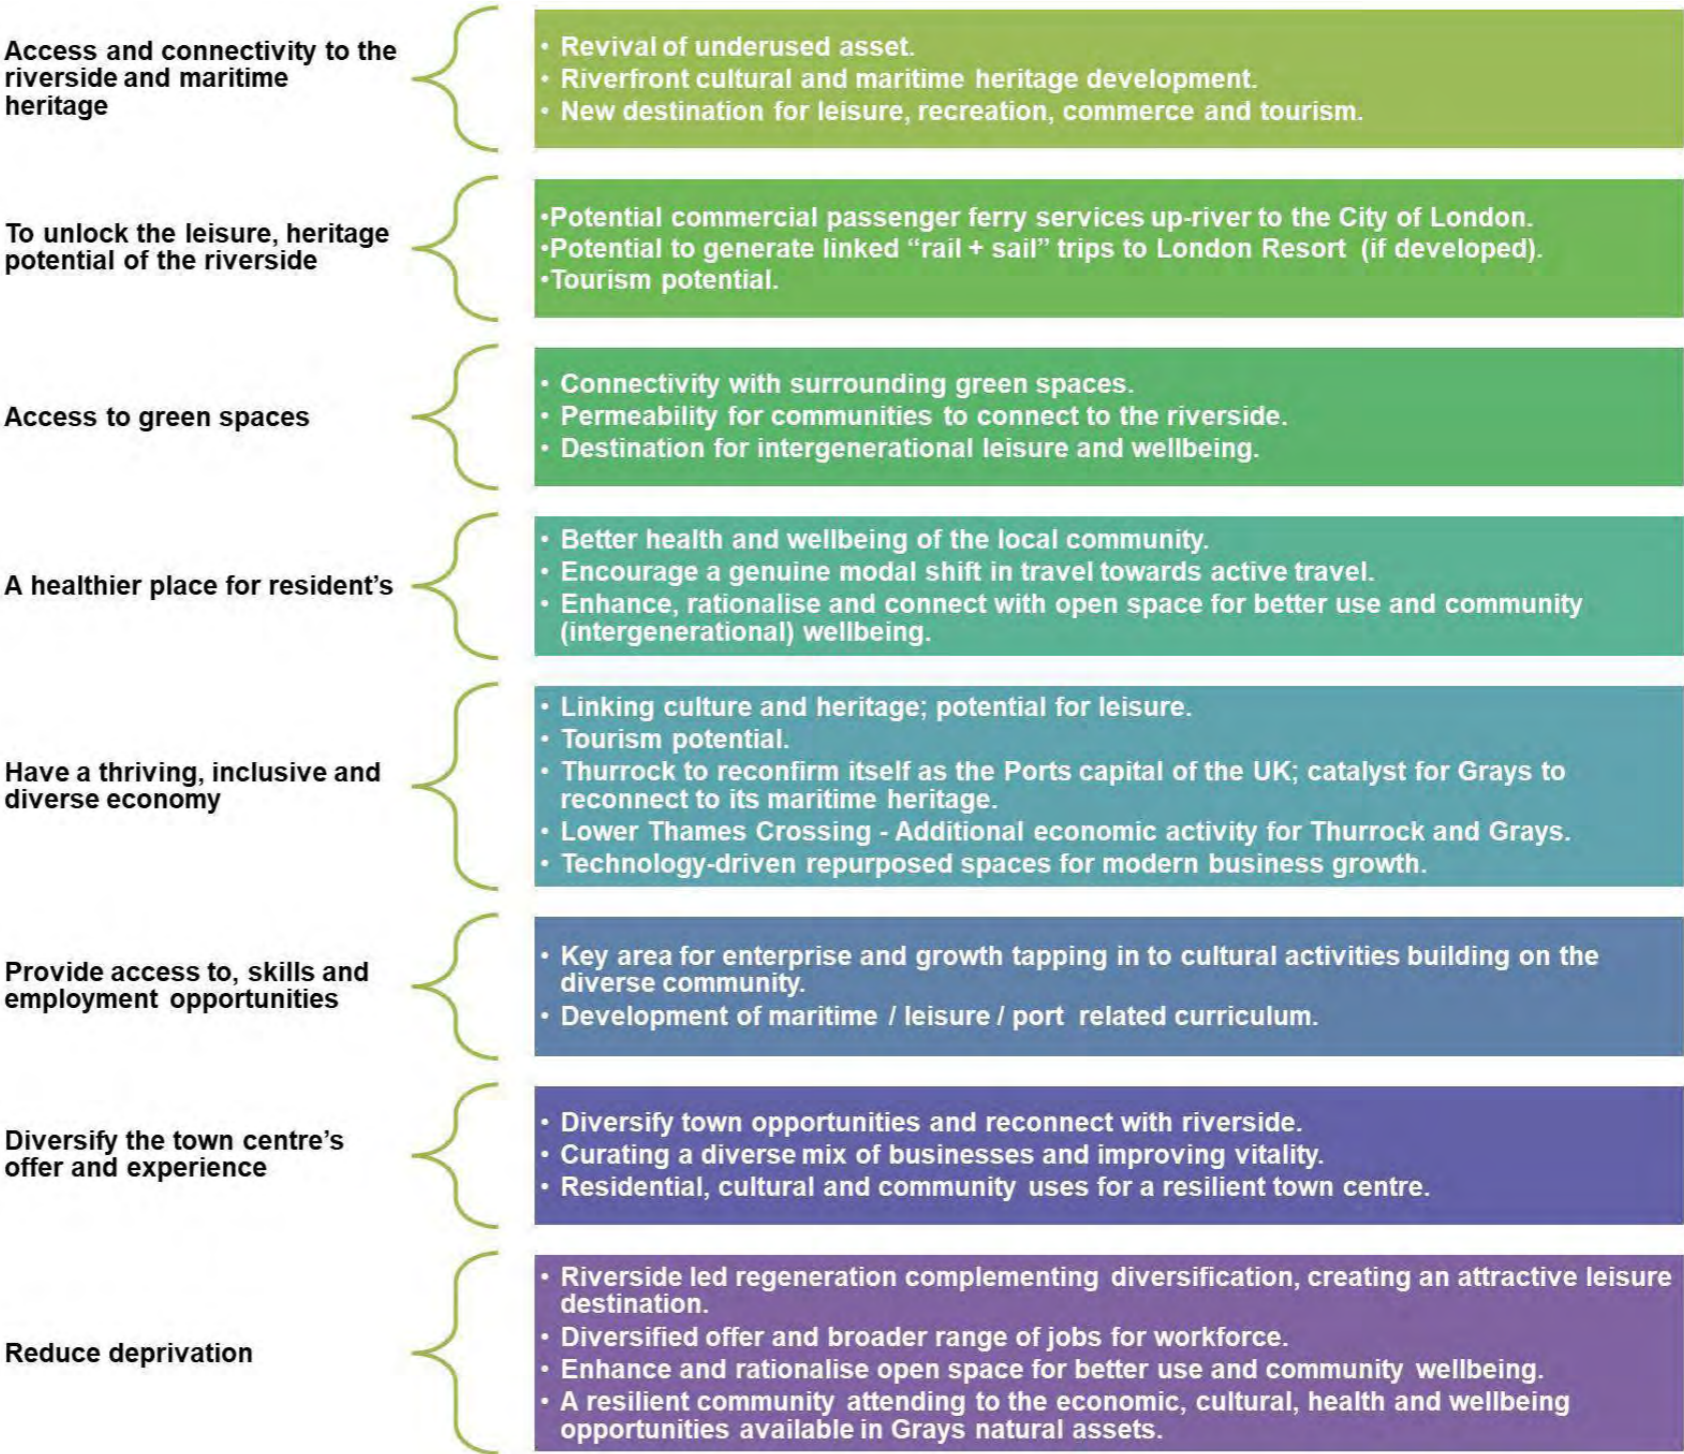 Access and connectivity to the
riverside and maritime
heritage
• Revival of underused asset.
• Riverfront cultural and maritime heritage development.
• New destination for leisure, recreation, commerce and tourism.
To unlock the leisure, heritage
potential of the riverside
•Potential commercial passenger ferry services up-river to the City of London.
•Potential to generate linked “rail + sail” trips to London Resort (if developed).
•Tourism potential.
Access to green spaces
• Connectivity with surrounding green spaces.
• Permeability for communities to connect to the riverside.
• Destination for intergenerational leisure and wellbeing.
A healthier place for resident’s
• Better health and wellbeing of the local community.
• Encourage a genuine modal shift in travel towards active travel.
• Enhance, rationalise and connect with open space for better use and community
(intergenerational) wellbeing.
Have a thriving, inclusive and
diverse economy
• Linking culture and heritage; potential for leisure.
• Tourism potential.
• Thurrock to reconfirm itself as the Ports capital of the UK; catalyst for Grays to
reconnect to its maritime heritage.
• Lower Thames Crossing - Additional economic activity for Thurrock and Grays.
• Technology-driven repurposed spaces for modern business growth.
Provide access to, skills and
employment opportunities
• Key area for enterprise and growth tapping in to cultural activities building on the
diverse community.
• Development of maritime / leisure / port related curriculum.
Diversify the town centre’s
offer and experience
• Diversify town opportunities and reconnect with riverside.
• Curating a diverse mix of businesses and improving vitality.
• Residential, cultural and community uses for a resilient town centre.
Reduce deprivation
• Riverside led regeneration complementing diversification, creating an attractive leisure
destination.
• Diversified offer and broader range of jobs for workforce.
• Enhance and rationalise open space for better use and community wellbeing.
• A resilient community attending to the economic, cultural, health and wellbeing
opportunities available in Grays natural assets.